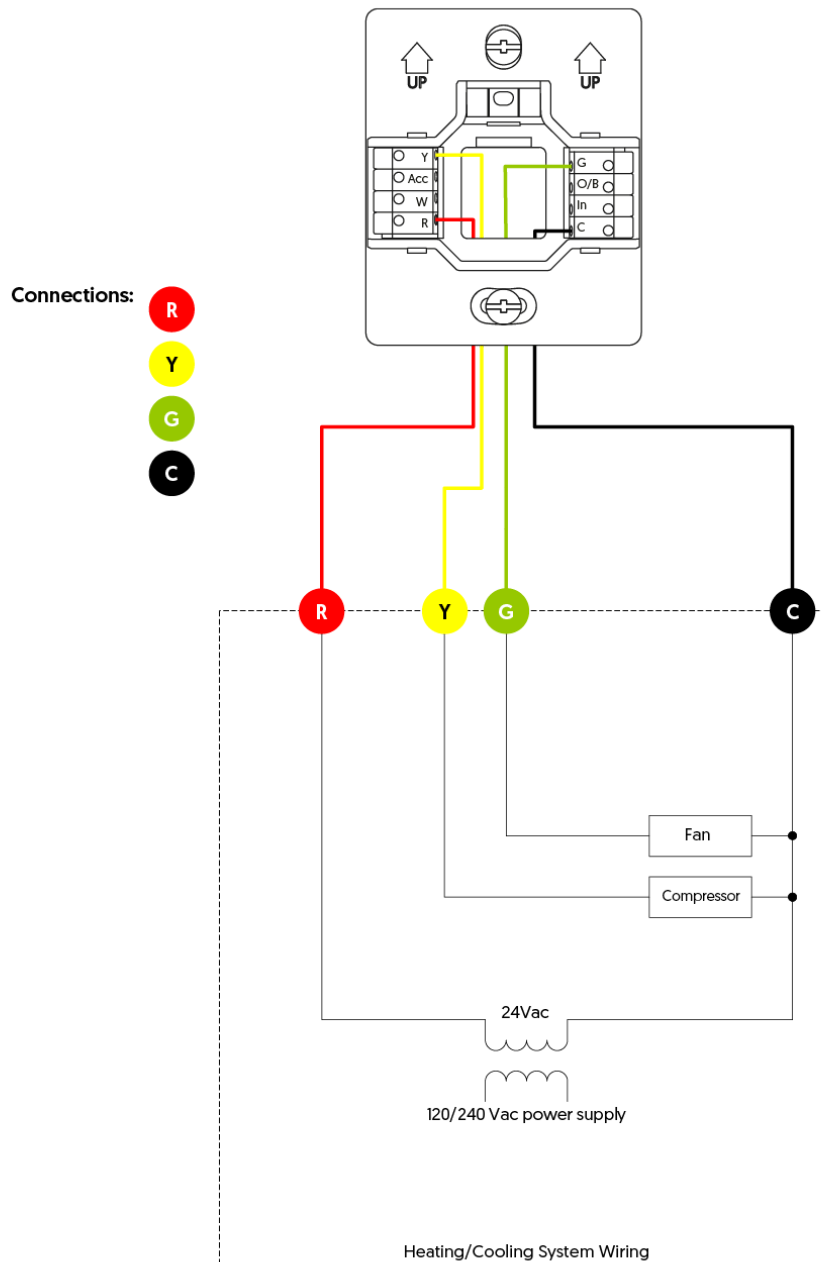 UP
UP
Y
Acc
W
R
G
O/B
In
C
Connections:
R
Y
G
C
R
Y
G
C
Fan
Compressor
24Vac
120/240 Vac power supply
Heating/Cooling System Wiring